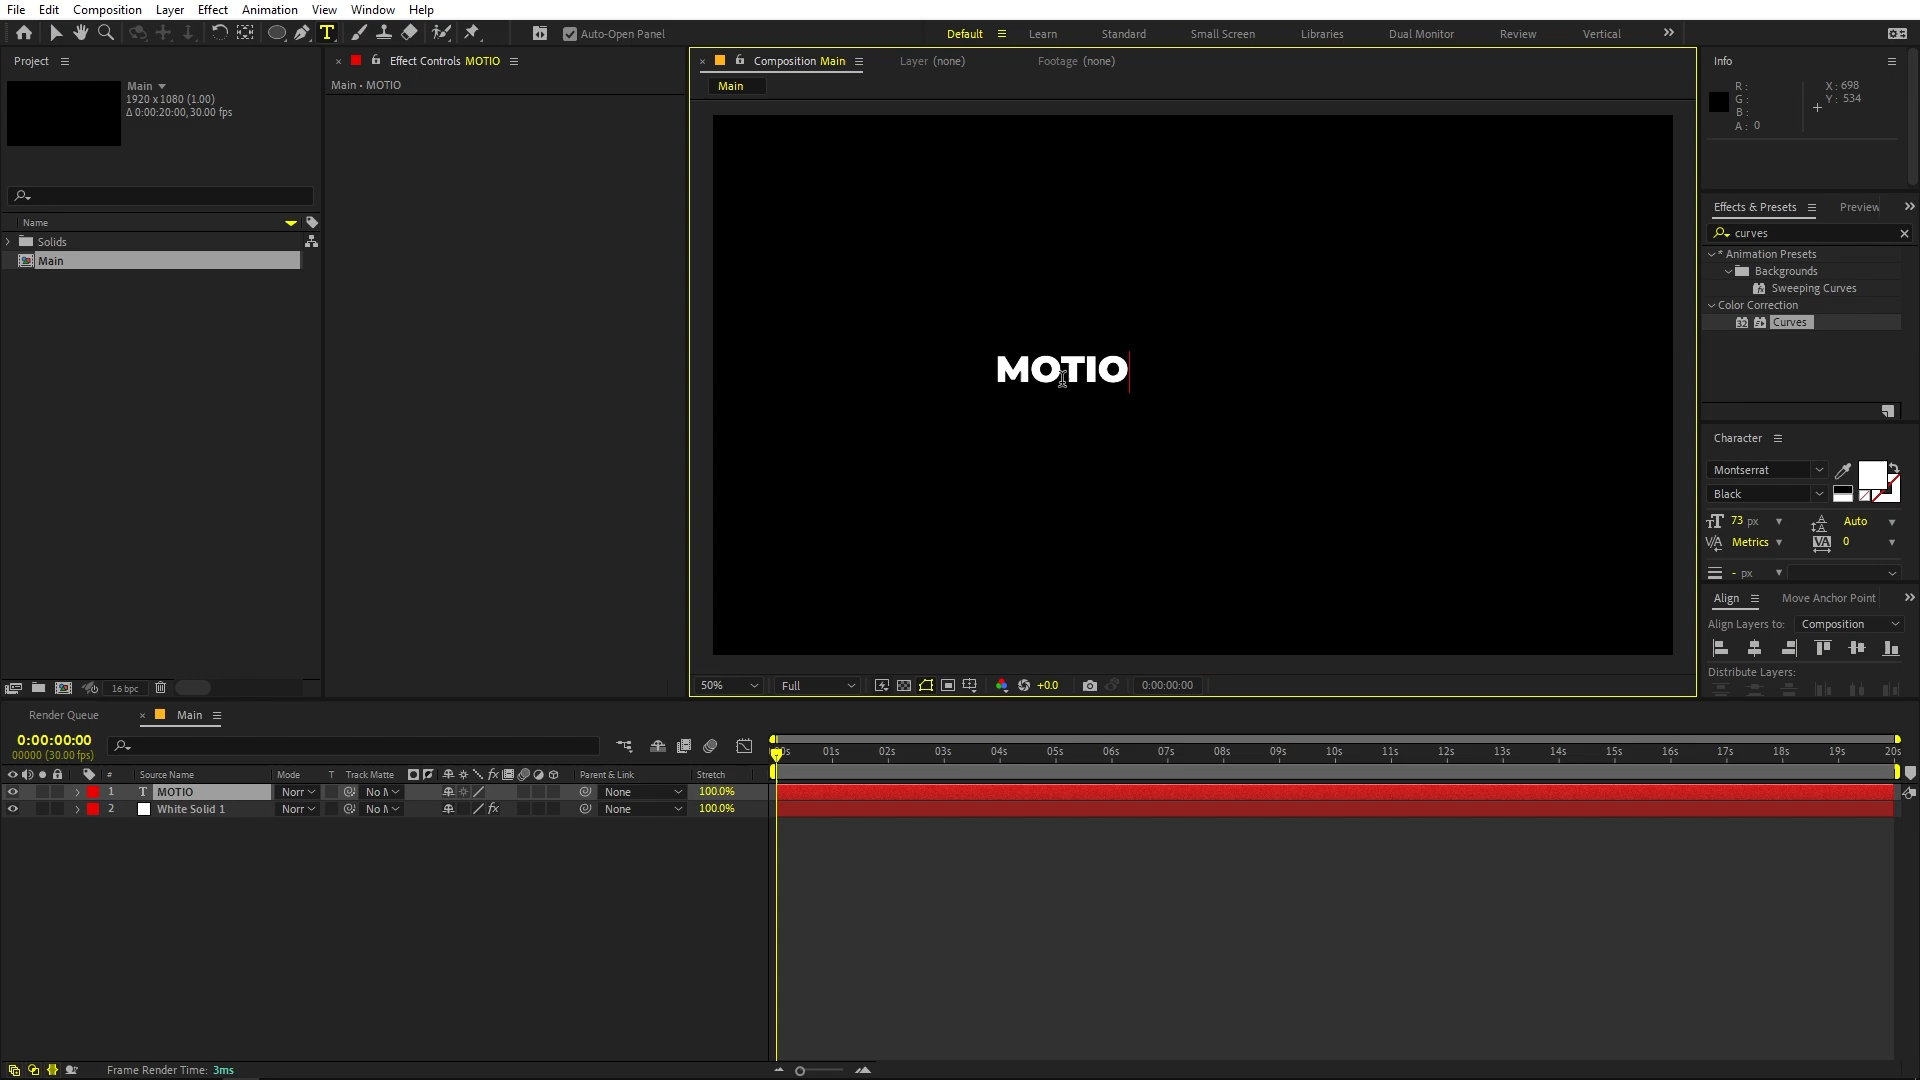 File Edit Composition Layer Effect Animation View Window Help
Auto-Open Panel
Default Learn Standard Small Screen Libraries Dual Monitor Review Vertical
Project
Main
1920 x 1080 (1.00)
Δ 0:00:20:00, 30.00 fps
Name
Solids
Main
16 bpc
Effect Controls MOTIO
Main • MOTIO
Composition Main Layer (none) Footage (none)
Main
MOTIO
50% Full +0.0 0:00:00:00
Info
R :
G :
B :
A : 0
X : 698
Y : 534
Effects & Presets Preview
curves
* Animation Presets
Backgrounds
Sweeping Curves
Color Correction
32 Curves
Character
Montserrat
Black
73 px Auto
Metrics 0
- px
Align Move Anchor Point
Align Layers to: Composition
Distribute Layers:
Render Queue Main
0:00:00:00
00000 (30.00 fps)
00s 01s 02s 03s 04s 05s 06s 07s 08s 09s 10s 11s 12s 13s 14s 15s 16s 17s 18s 19s 20s
# Source Name Mode T Track Matte fx Parent & Link Stretch
1 T MOTIO Norr No M None 100.0%
2 White Solid 1 Norr No M fx None 100.0%
Frame Render Time: 3ms